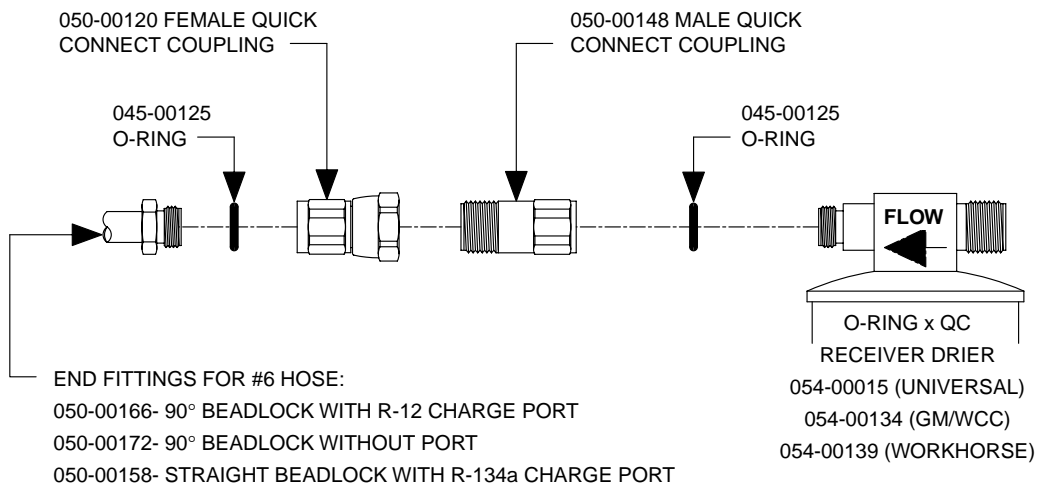 050-00120 FEMALE QUICK
CONNECT COUPLING
050-00148 MALE QUICK
CONNECT COUPLING
045-00125
O-RING
045-00125
O-RING
FLOW
O-RING x QC
RECEIVER DRIER
054-00015 (UNIVERSAL)
054-00134 (GM/WCC)
054-00139 (WORKHORSE)
END FITTINGS FOR #6 HOSE:
050-00166- 90° BEADLOCK WITH R-12 CHARGE PORT
050-00172- 90° BEADLOCK WITHOUT PORT
050-00158- STRAIGHT BEADLOCK WITH R-134a CHARGE PORT